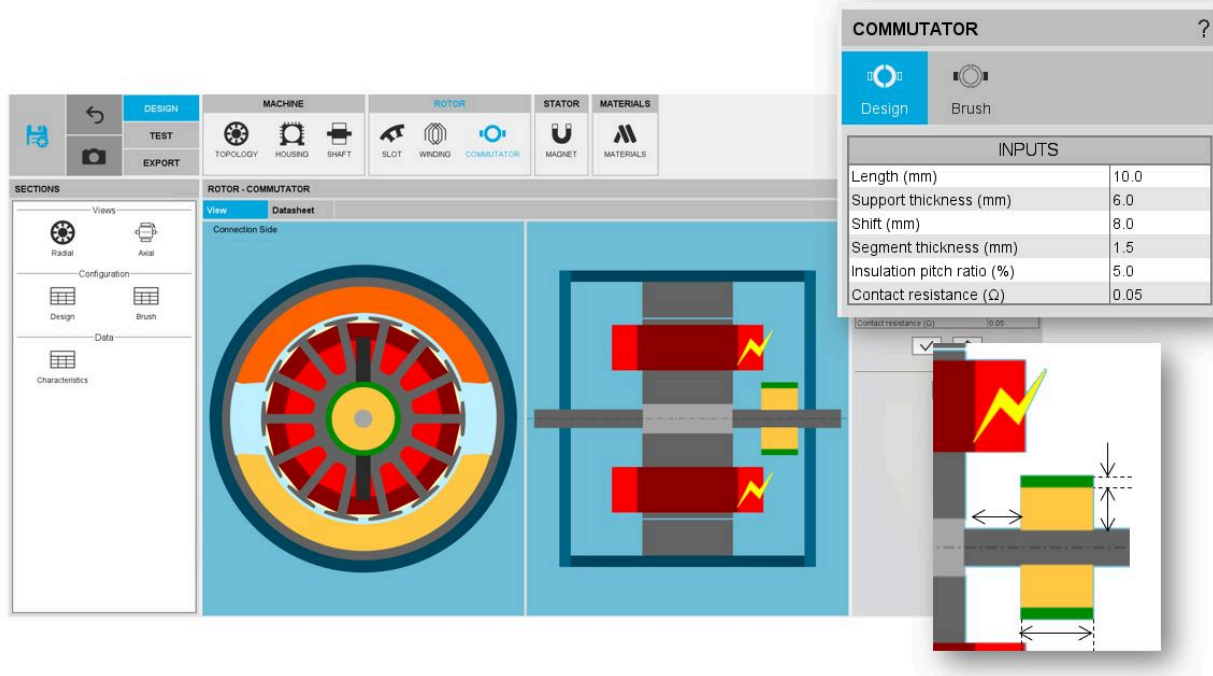 COMMUTATOR ?
Design Brush
INPUTS
Length (mm) 10.0
Support thickness (mm) 6.0
Shift (mm) 8.0
Segment thickness (mm) 1.5
Insulation pitch ratio (%) 5.0
Contact resistance (Ω) 0.05
DESIGN
TEST
EXPORT
MACHINE
TOPOLOGY HOUSING SHAFT
ROTOR
SLOT WINDING COMMUTATOR
STATOR
MAGNET
MATERIALS
MATERIALS
SECTIONS
Views
Radial Axial
Configuration
Design Brush
Data
Characteristics
ROTOR - COMMUTATOR
View Datasheet
Connection Side
Contact resistance (Ω) 0.05